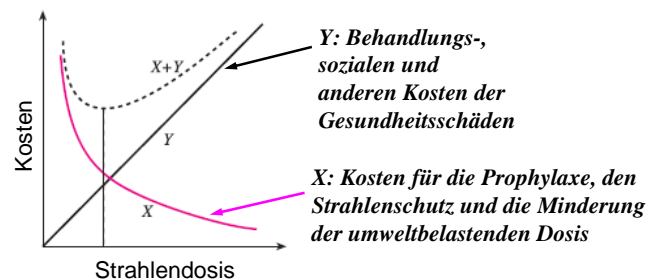 Y: Behandlungs-,
sozialen und
anderen Kosten der
Gesundheitsschäden
X+Y
Y
X
Kosten
X: Kosten für die Prophylaxe, den
Strahlenschutz und die Minderung
der umweltbelastenden Dosis
Strahlendosis